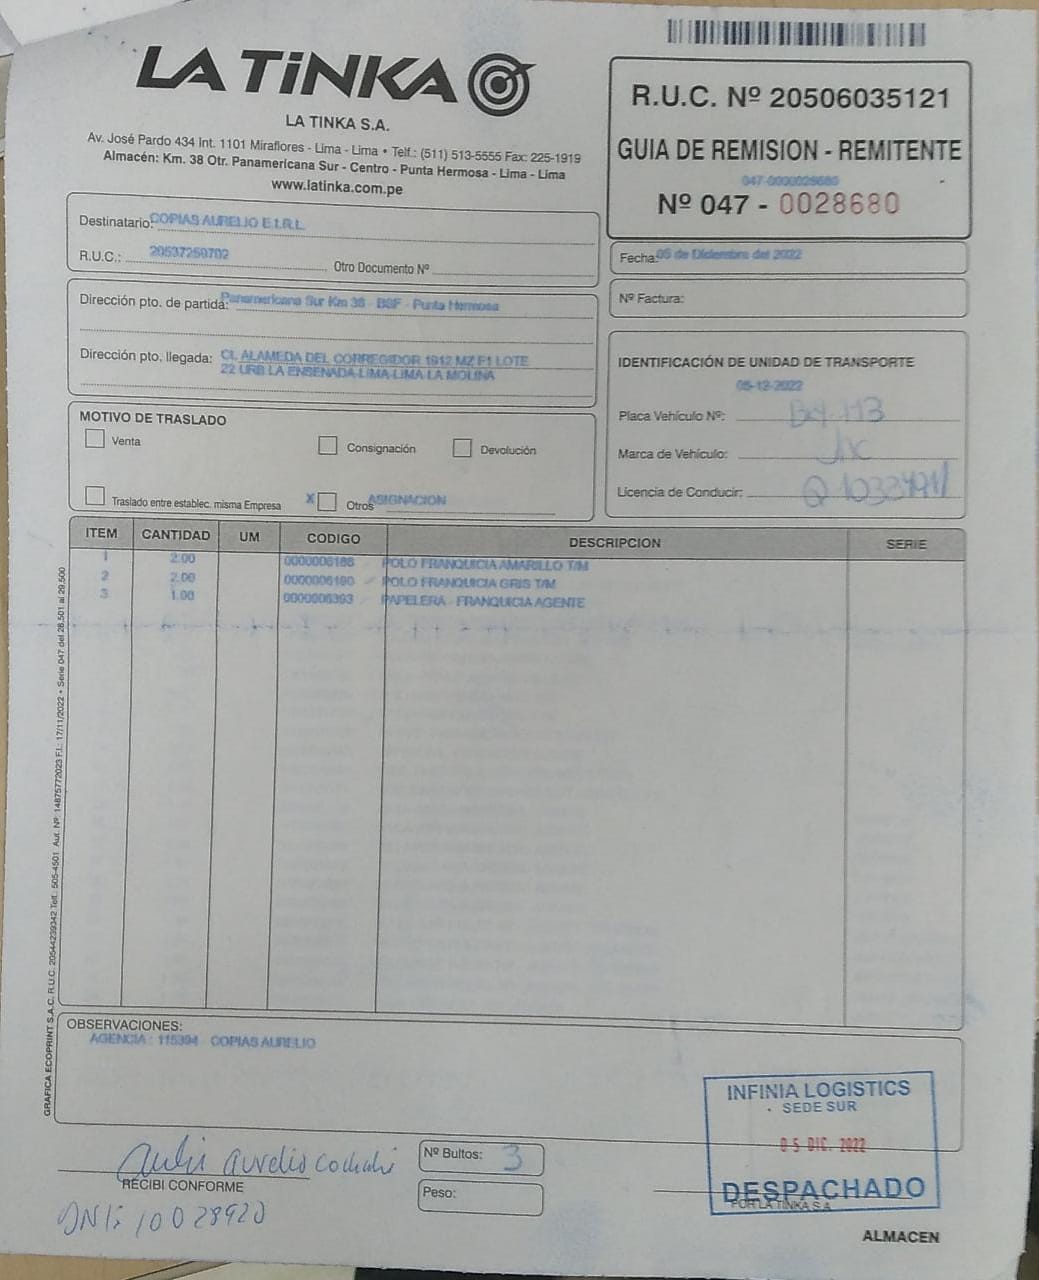 LA TiNKA
LA TINKA S.A.
Av. José Pardo 434 Int. 1101 Miraflores - Lima - Lima • Telf.: (511) 513-5555 Fax: 225-1919
Almacén: Km. 38 Otr. Panamericana Sur - Centro - Punta Hermosa - Lima - Lima
www.latinka.com.pe
R.U.C. Nº 20506035121
GUIA DE REMISION - REMITENTE
047-0000028680
Nº 047 - 0028680
Destinatario: COPIAS AURELIO E.I.R.L.
R.U.C.: 20537259702 Otro Documento Nº
Fecha: 05 de Diciembre del 2022
Nº Factura:
Dirección pto. de partida: Panamericana Sur Km 38 - BSF - Punta Hermosa
Dirección pto. llegada: CL ALAMEDA DEL CORREGIDOR 1912 MZ F1 LOTE
22 URB LA ENSENADA-LIMA-LIMA LA MOLINA
IDENTIFICACIÓN DE UNIDAD DE TRANSPORTE
05-12-2022
Placa Vehículo Nº:
Marca de Vehículo: Jac
Licencia de Conducir:
MOTIVO DE TRASLADO
Venta Consignación Devolución
Traslado entre establec. misma Empresa X Otros ASIGNACION
ITEM CANTIDAD UM CODIGO DESCRIPCION SERIE
1 2.00 0000006188 POLO FRANQUICIA AMARILLO T/M
2 2.00 0000006190 POLO FRANQUICIA GRIS T/M
3 1.00 0000006393 PAPELERA - FRANQUICIA AGENTE
GRAFICA ECOPRINT S.A.C. R.U.C. 20544239342 Telf.: 505-4501 Aut. Nº: 14875772023 F.I.: 17/11/2022 • Serie 047 del 28,501 al 29,500
OBSERVACIONES:
AGENCIA : 115394 - COPIAS AURELIO
INFINIA LOGISTICS
SEDE SUR
05 DIC. 2022
DESPACHADO
POR LA TINKA S.A.
ALMACEN
aurelio
RECIBI CONFORME
DNI: 10028920
Nº Bultos: 3
Peso: